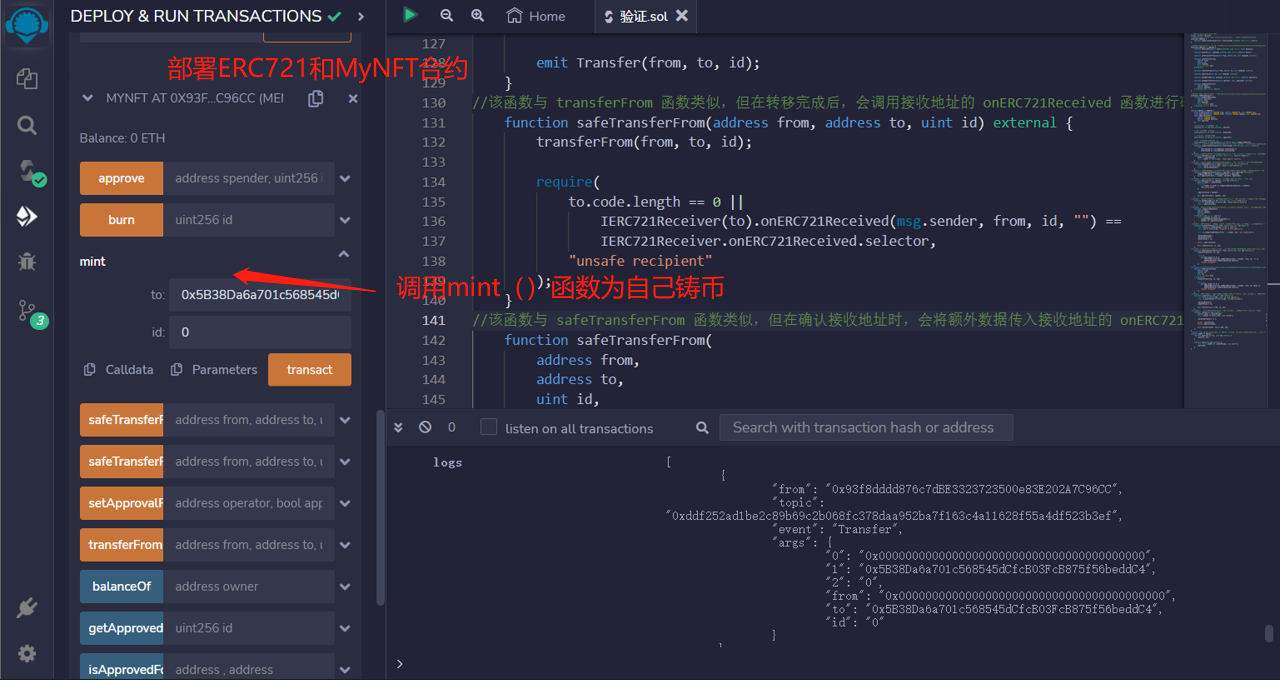 DEPLOY & RUN TRANSACTIONS
部署ERC721和MyNFT合约
MYNFT AT 0X93F...C96CC (MEI
Balance: 0 ETH
approve address spender, uint256
burn uint256 id
mint
to: 0x5B38Da6a701c568545d
id: 0
Calldata Parameters transact
safeTransferF address from, address to, u
safeTransferF address from, address to, u
setApprovalF address operator, bool app
transferFrom address from, address to, u
balanceOf address owner
getApproved uint256 id
isApprovedFo address , address
3
Home 验证.sol
127
128 emit Transfer(from, to, id);
129 }
130 //该函数与 transferFrom 函数类似，但在转移完成后，会调用接收地址的 onERC721Received 函数进行
131 function safeTransferFrom(address from, address to, uint id) external {
132 transferFrom(from, to, id);
133
134 require(
135 to.code.length == 0 ||
136 IERC721Receiver(to).onERC721Received(msg.sender, from, id, "") ==
137 IERC721Receiver.onERC721Received.selector,
138 "unsafe recipient"
139 );
调用mint（）函数为自己铸币
140 }
141 //该函数与 safeTransferFrom 函数类似，但在确认接收地址时，会将额外数据传入接收地址的 onERC721
142 function safeTransferFrom(
143 address from,
144 address to,
145 uint id,
0 listen on all transactions Search with transaction hash or address
logs [
{
"from": "0x93f8dddd876c7dBE3323723500e83E202A7C96CC",
"topic":
"0xddf252ad1be2c89b69c2b068fc378daa952ba7f163c4a11628f55a4df523b3ef",
"event": "Transfer",
"args": {
"0": "0x0000000000000000000000000000000000000000",
"1": "0x5B38Da6a701c568545dCfcB03FcB875f56beddC4",
"2": "0",
"from": "0x0000000000000000000000000000000000000000",
"to": "0x5B38Da6a701c568545dCfcB03FcB875f56beddC4",
"id": "0"
}
>